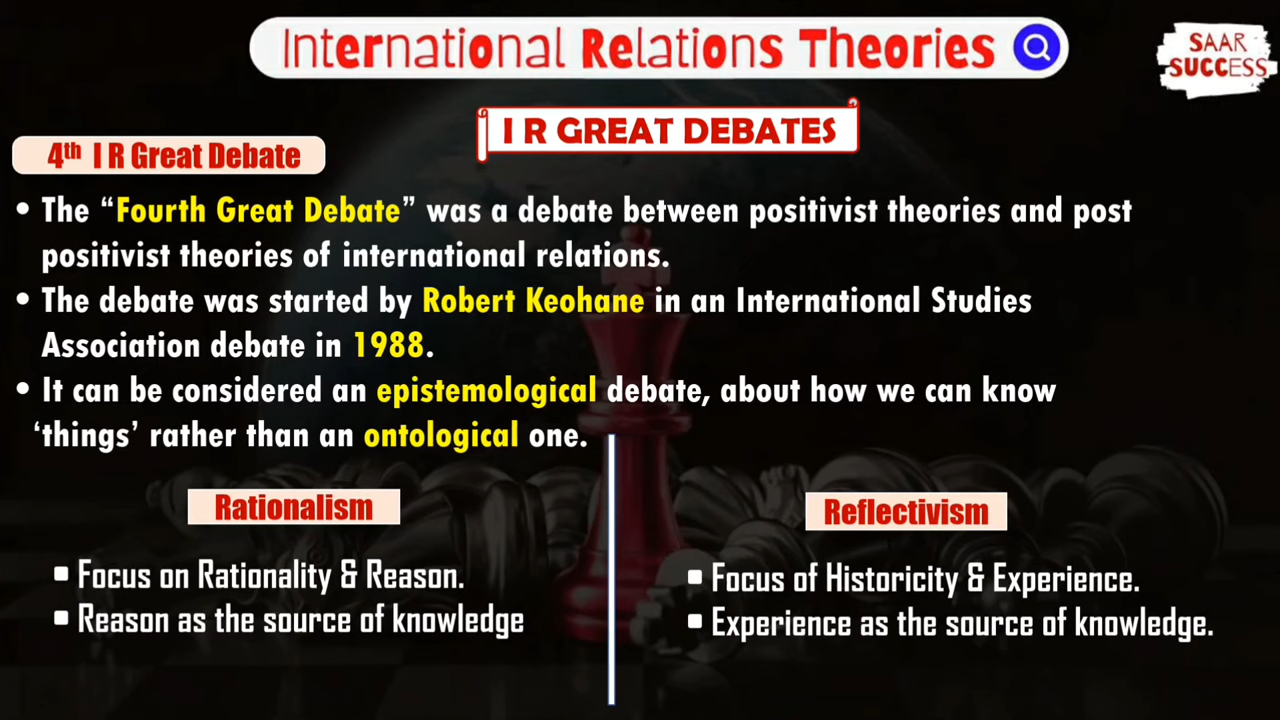 International Relations Theories
SAAR
SUCCESS
I R GREAT DEBATES
4th I R Great Debate
• The “Fourth Great Debate” was a debate between positivist theories and post
positivist theories of international relations.
• The debate was started by Robert Keohane in an International Studies
Association debate in 1988.
• It can be considered an epistemological debate, about how we can know
‘things’ rather than an ontological one.
Rationalism
▪ Focus on Rationality & Reason.
▪ Reason as the source of knowledge
Reflectivism
▪ Focus of Historicity & Experience.
▪ Experience as the source of knowledge.